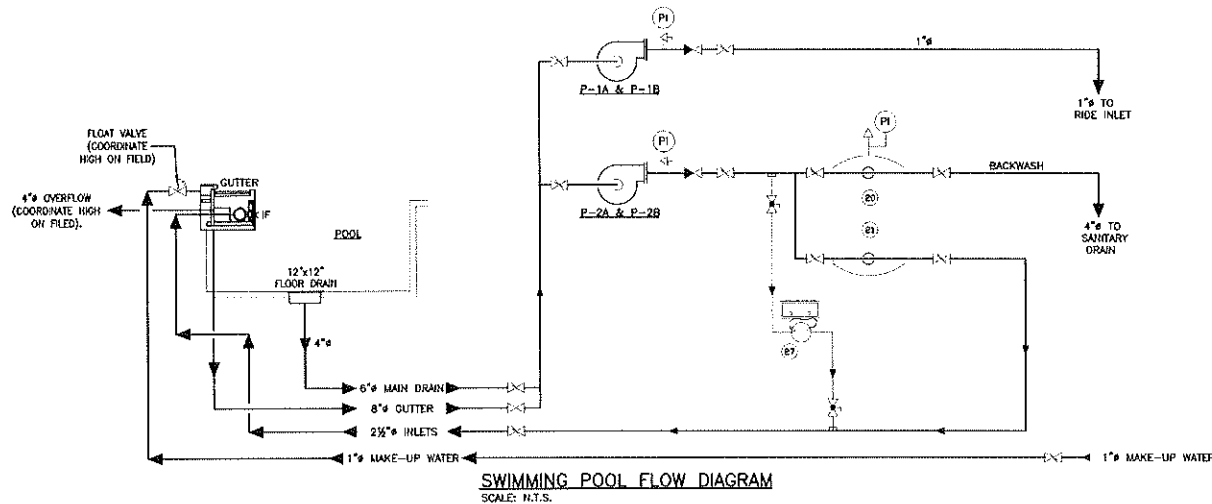 PI
1"ø
P-1A & P-1B
1"ø TO
RIDE INLET
FLOAT VALVE
(COORDINATE
HIGH ON FIELD)
GUTTER
4"ø OVERFLOW
(COORDINATE HIGH
ON FILED).
IF
POOL
12"x12"
FLOOR DRAIN
4"ø
PI
P-2A & P-2B
PI
BACKWASH
20
21
4"ø TO
SANITARY
DRAIN
27
6"ø MAIN DRAIN
8"ø GUTTER
2½"ø INLETS
1"ø MAKE-UP WATER
1"ø MAKE-UP WATER
SWIMMING POOL FLOW DIAGRAM
SCALE: N.T.S.